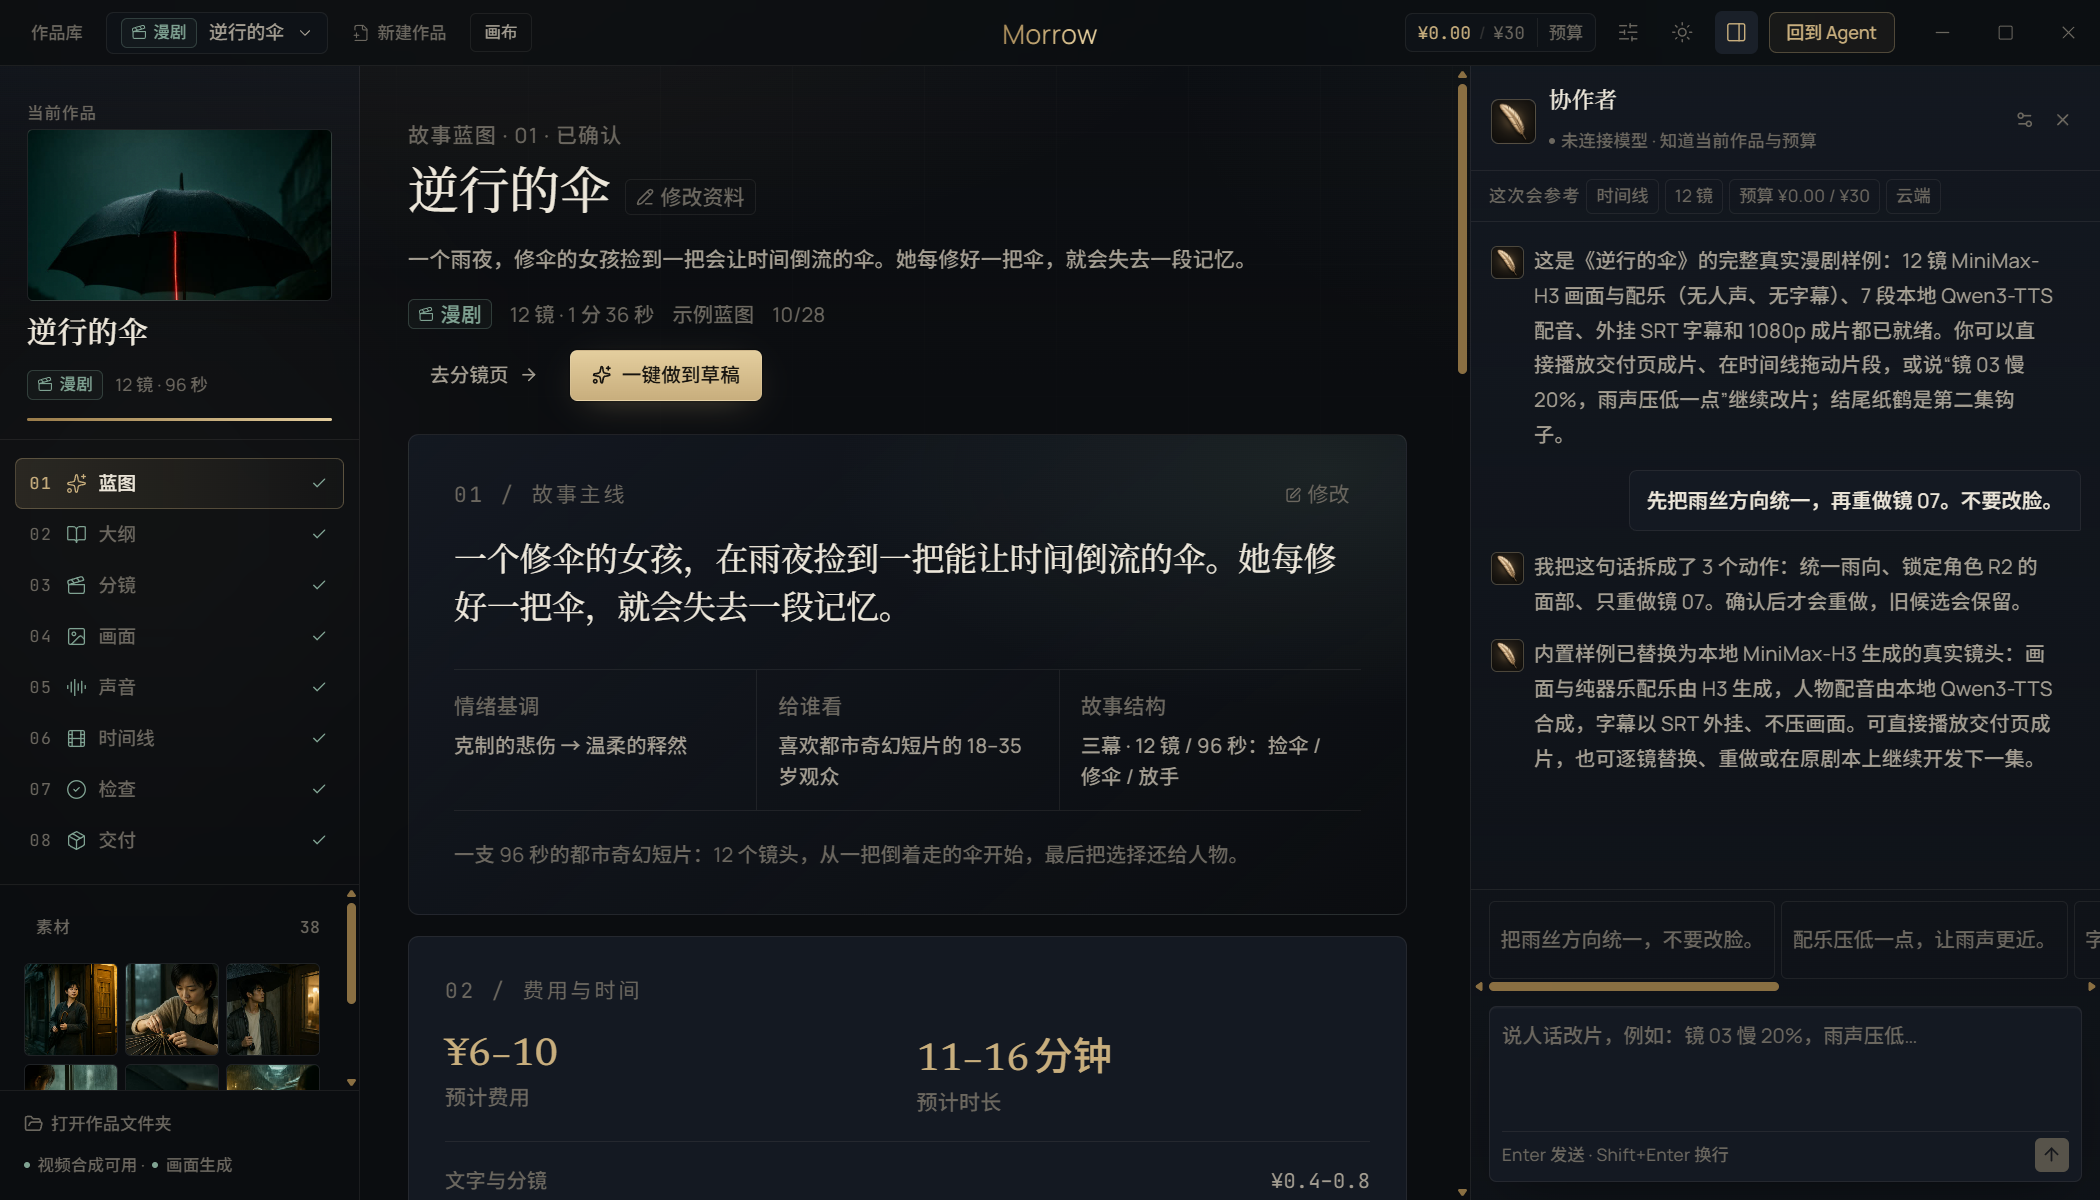 作品库
漫剧 逆行的伞
新建作品
画布
Morrow
¥0.00 / ¥30 预算
回到 Agent
当前作品
逆行的伞
漫剧 12 镜 · 96 秒
01 蓝图
02 大纲
03 分镜
04 画面
05 声音
06 时间线
07 检查
08 交付
素材 38
打开作品文件夹
• 视频合成可用 · • 画面生成
故事蓝图 · 01 · 已确认
逆行的伞 修改资料
一个雨夜，修伞的女孩捡到一把会让时间倒流的伞。她每修好一把伞，就会失去一段记忆。
漫剧 12 镜 · 1 分 36 秒 示例蓝图 10/28
去分镜页 → 一键做到草稿
01 / 故事主线 修改
一个修伞的女孩，在雨夜捡到一把能让时间倒流的伞。她每修
好一把伞，就会失去一段记忆。
情绪基调
克制的悲伤 → 温柔的释然
给谁看
喜欢都市奇幻短片的 18–35
岁观众
故事结构
三幕 · 12 镜 / 96 秒：捡伞 /
修伞 / 放手
一支 96 秒的都市奇幻短片：12 个镜头，从一把倒着走的伞开始，最后把选择还给人物。
02 / 费用与时间
¥6–10
预计费用
11–16 分钟
预计时长
文字与分镜 ¥0.4–0.8
协作者
• 未连接模型 · 知道当前作品与预算
这次会参考 时间线 12 镜 预算 ¥0.00 / ¥30 云端
这是《逆行的伞》的完整真实漫剧样例：12 镜 MiniMax-
H3 画面与配乐（无人声、无字幕）、7 段本地 Qwen3-TTS
配音、外挂 SRT 字幕和 1080p 成片都已就绪。你可以直
接播放交付页成片、在时间线拖动片段，或说“镜 03 慢
20%，雨声压低一点”继续改片；结尾纸鹤是第二集钩
子。
先把雨丝方向统一，再重做镜 07。不要改脸。
我把这句话拆成了 3 个动作：统一雨向、锁定角色 R2 的
面部、只重做镜 07。确认后才会重做，旧候选会保留。
内置样例已替换为本地 MiniMax-H3 生成的真实镜头：画
面与纯器乐配乐由 H3 生成，人物配音由本地 Qwen3-TTS
合成，字幕以 SRT 外挂、不压画面。可直接播放交付页成
片，也可逐镜替换、重做或在原剧本上继续开发下一集。
把雨丝方向统一，不要改脸。
配乐压低一点，让雨声更近。
字
说人话改片，例如：镜 03 慢 20%，雨声压低...
Enter 发送 · Shift+Enter 换行